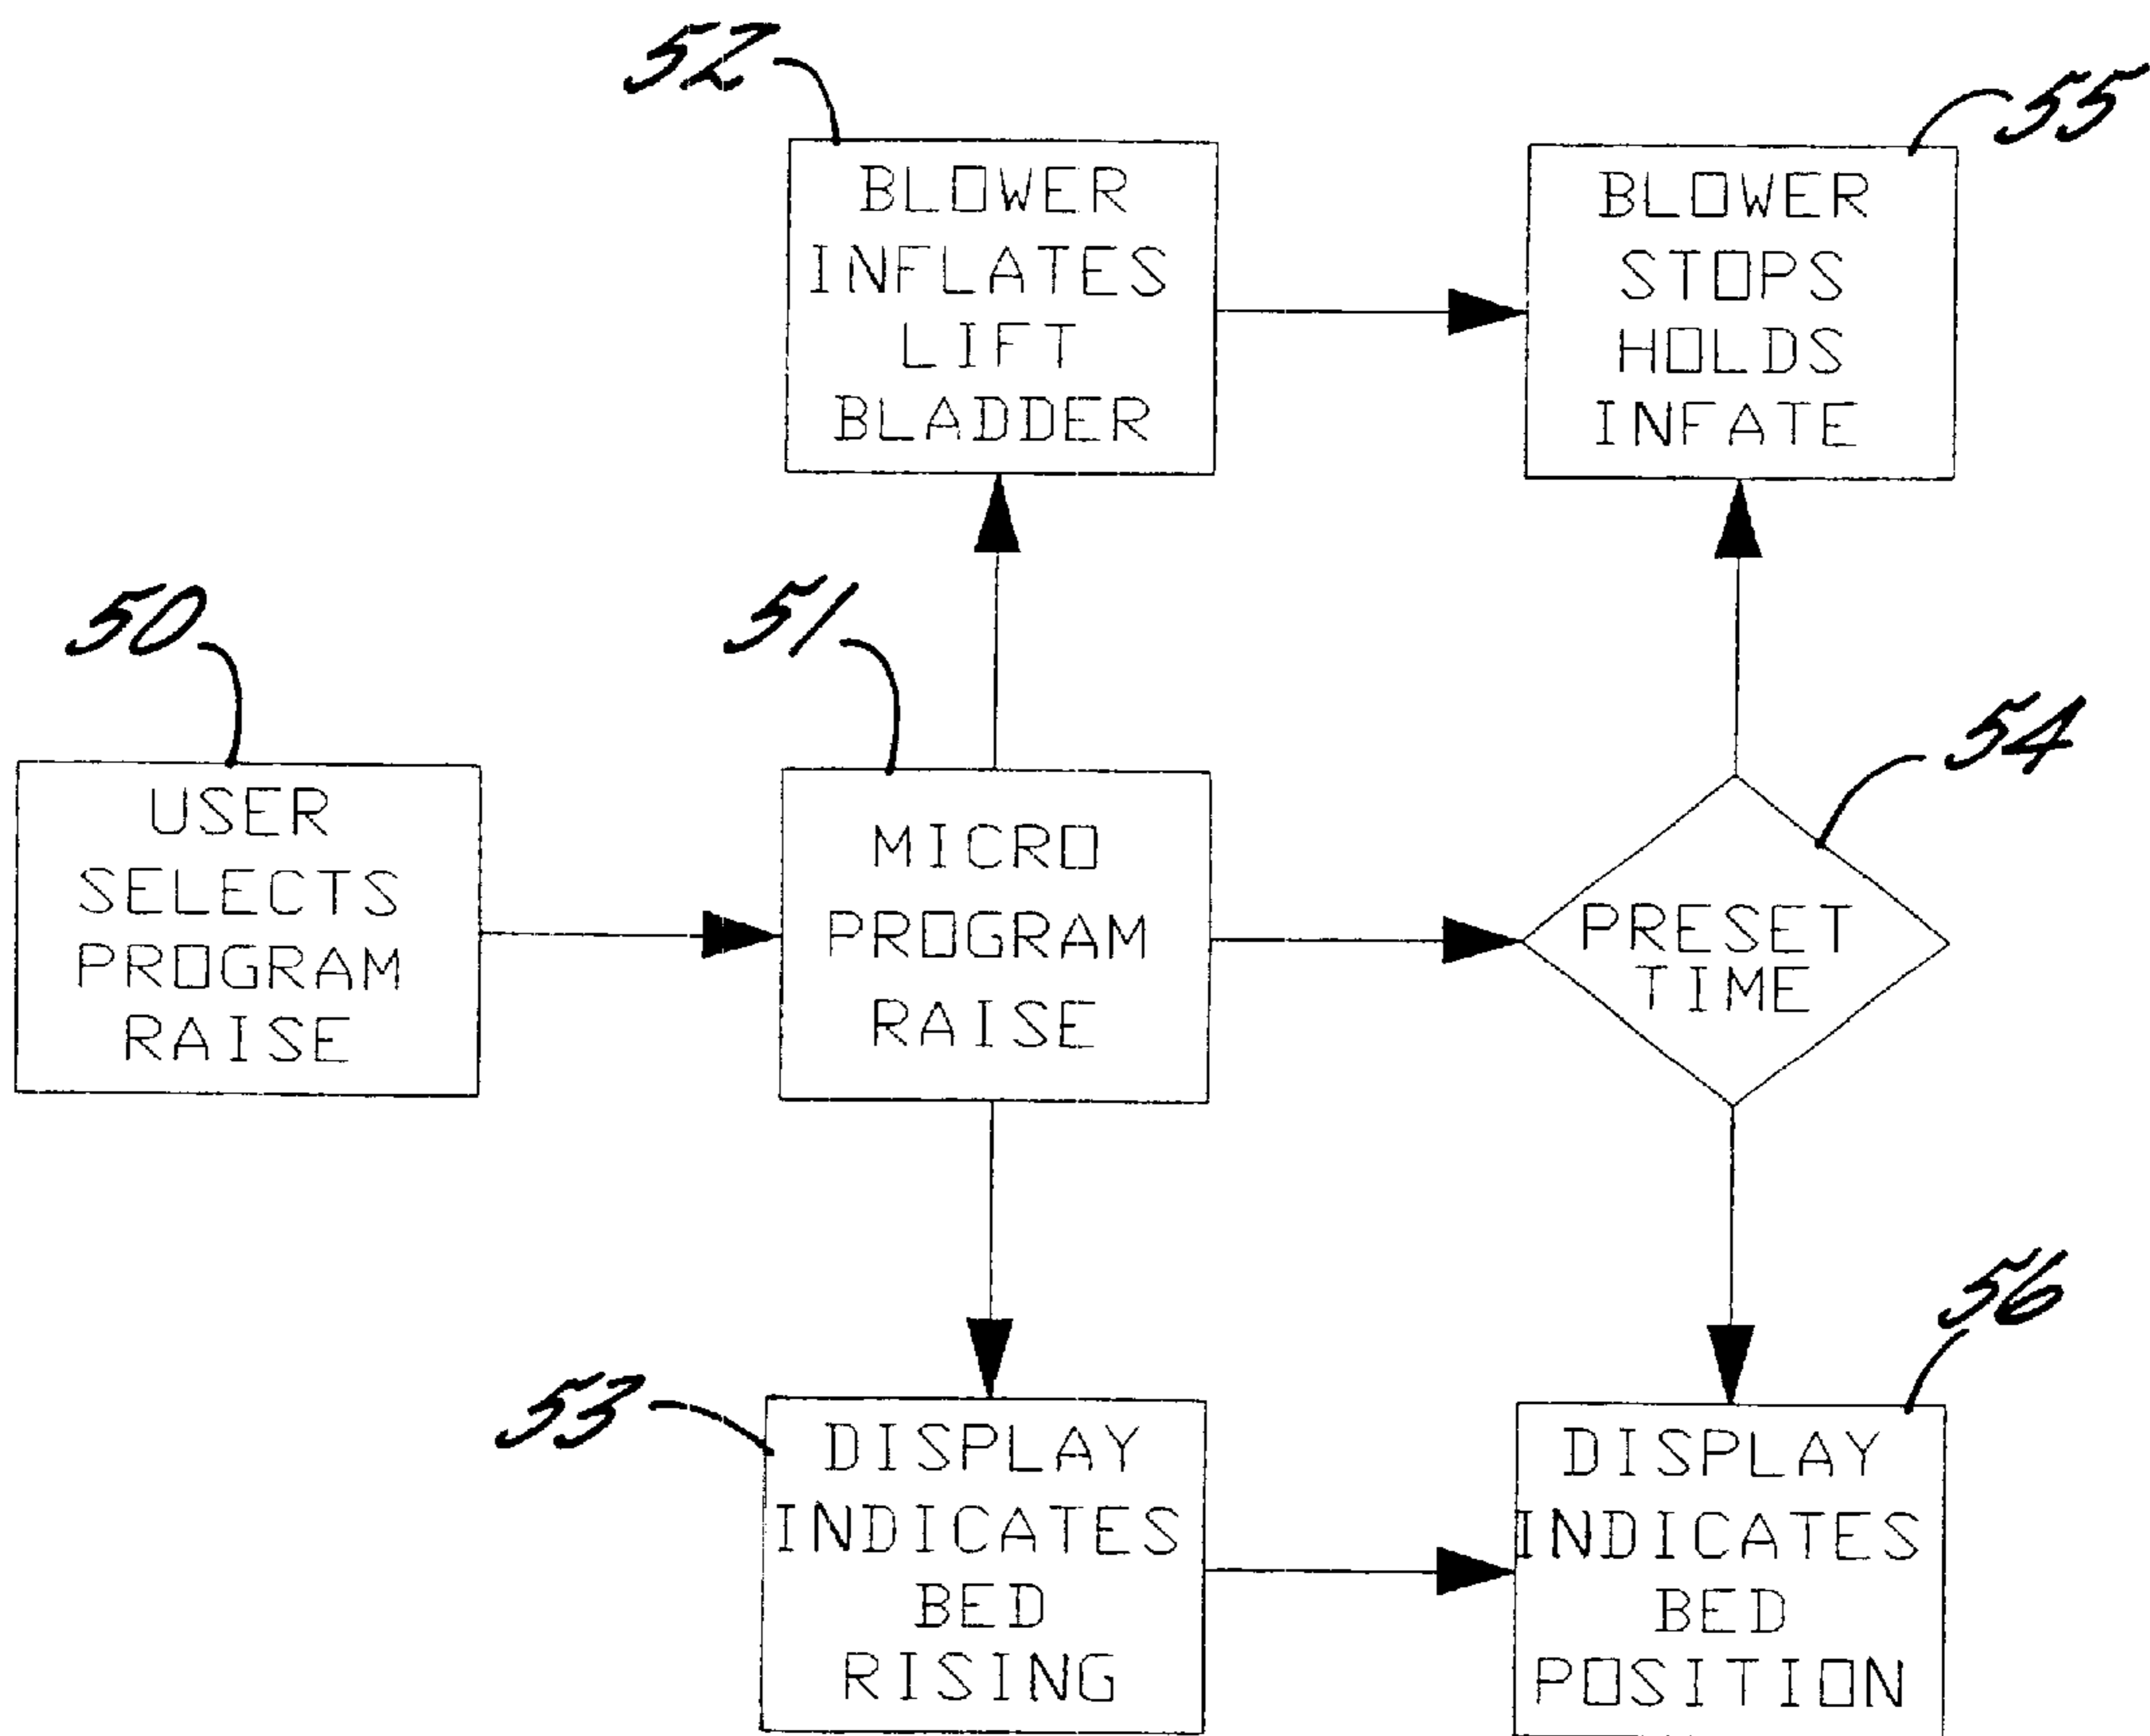 52
55
BLOWER
INFLATES
LIFT
BLADDER
BLOWER
STOPS
HOLDS
INFATE
50
51
54
USER
SELECTS
PROGRAM
RAISE
MICRO
PROGRAM
RAISE
PRESET
TIME
53
56
DISPLAY
INDICATES
BED
RISING
DISPLAY
INDICATES
BED
POSITION